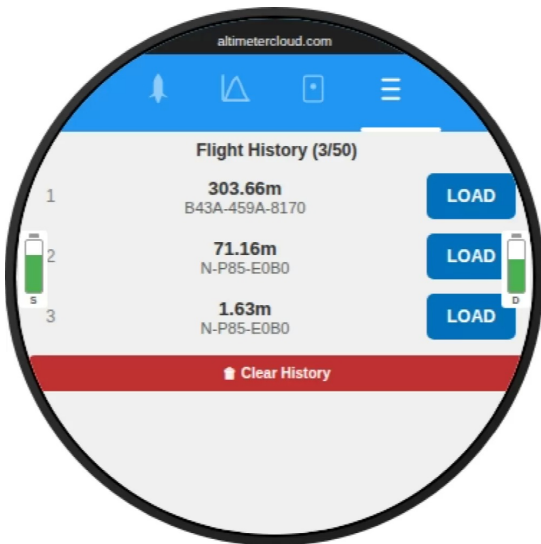 altimetercloud.com
Flight History (3/50)
1
303.66m
B43A-459A-8170
LOAD
2
71.16m
N-P85-E0B0
LOAD
S
D
3
1.63m
N-P85-E0B0
LOAD
Clear History